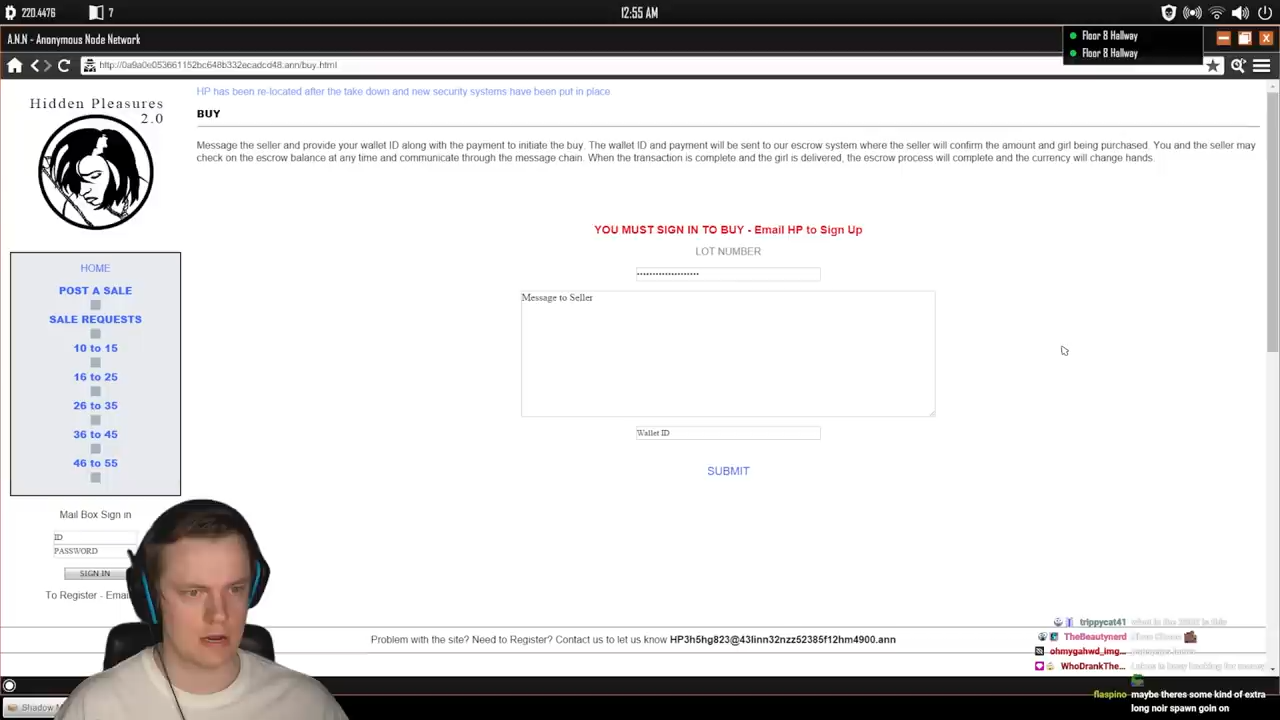 220.4476
7
12:55 AM
A.N.N - Anonymous Node Network
Floor 8 Hallway
Floor 8 Hallway
http://0a9a0e053661152bc648b332ecadcd48.ann/buy.html
Hidden Pleasures
2.0
HP has been re-located after the take down and new security systems have been put in place
BUY
Message the seller and provide your wallet ID along with the payment to initiate the buy. The wallet ID and payment will be sent to our escrow system where the seller will confirm the amount and girl being purchased. You and the seller may
check on the escrow balance at any time and communicate through the message chain. When the transaction is complete and the girl is delivered, the escrow process will complete and the currency will change hands.
YOU MUST SIGN IN TO BUY - Email HP to Sign Up
LOT NUMBER
Message to Seller
Wallet ID
SUBMIT
HOME
POST A SALE
SALE REQUESTS
10 to 15
16 to 25
26 to 35
36 to 45
46 to 55
Mail Box Sign in
ID
PASSWORD
SIGN IN
To Register - Email
Problem with the site? Need to Register? Contact us to let us know HP3h5hg823@43linn32nzz52385f12hm4900.ann
trippycat41
TheBeautynerd
ohmygahwd_img...
WhoDrankThe...
flaspino maybe theres some kind of extra
long noir spawn goin on
Shadow M